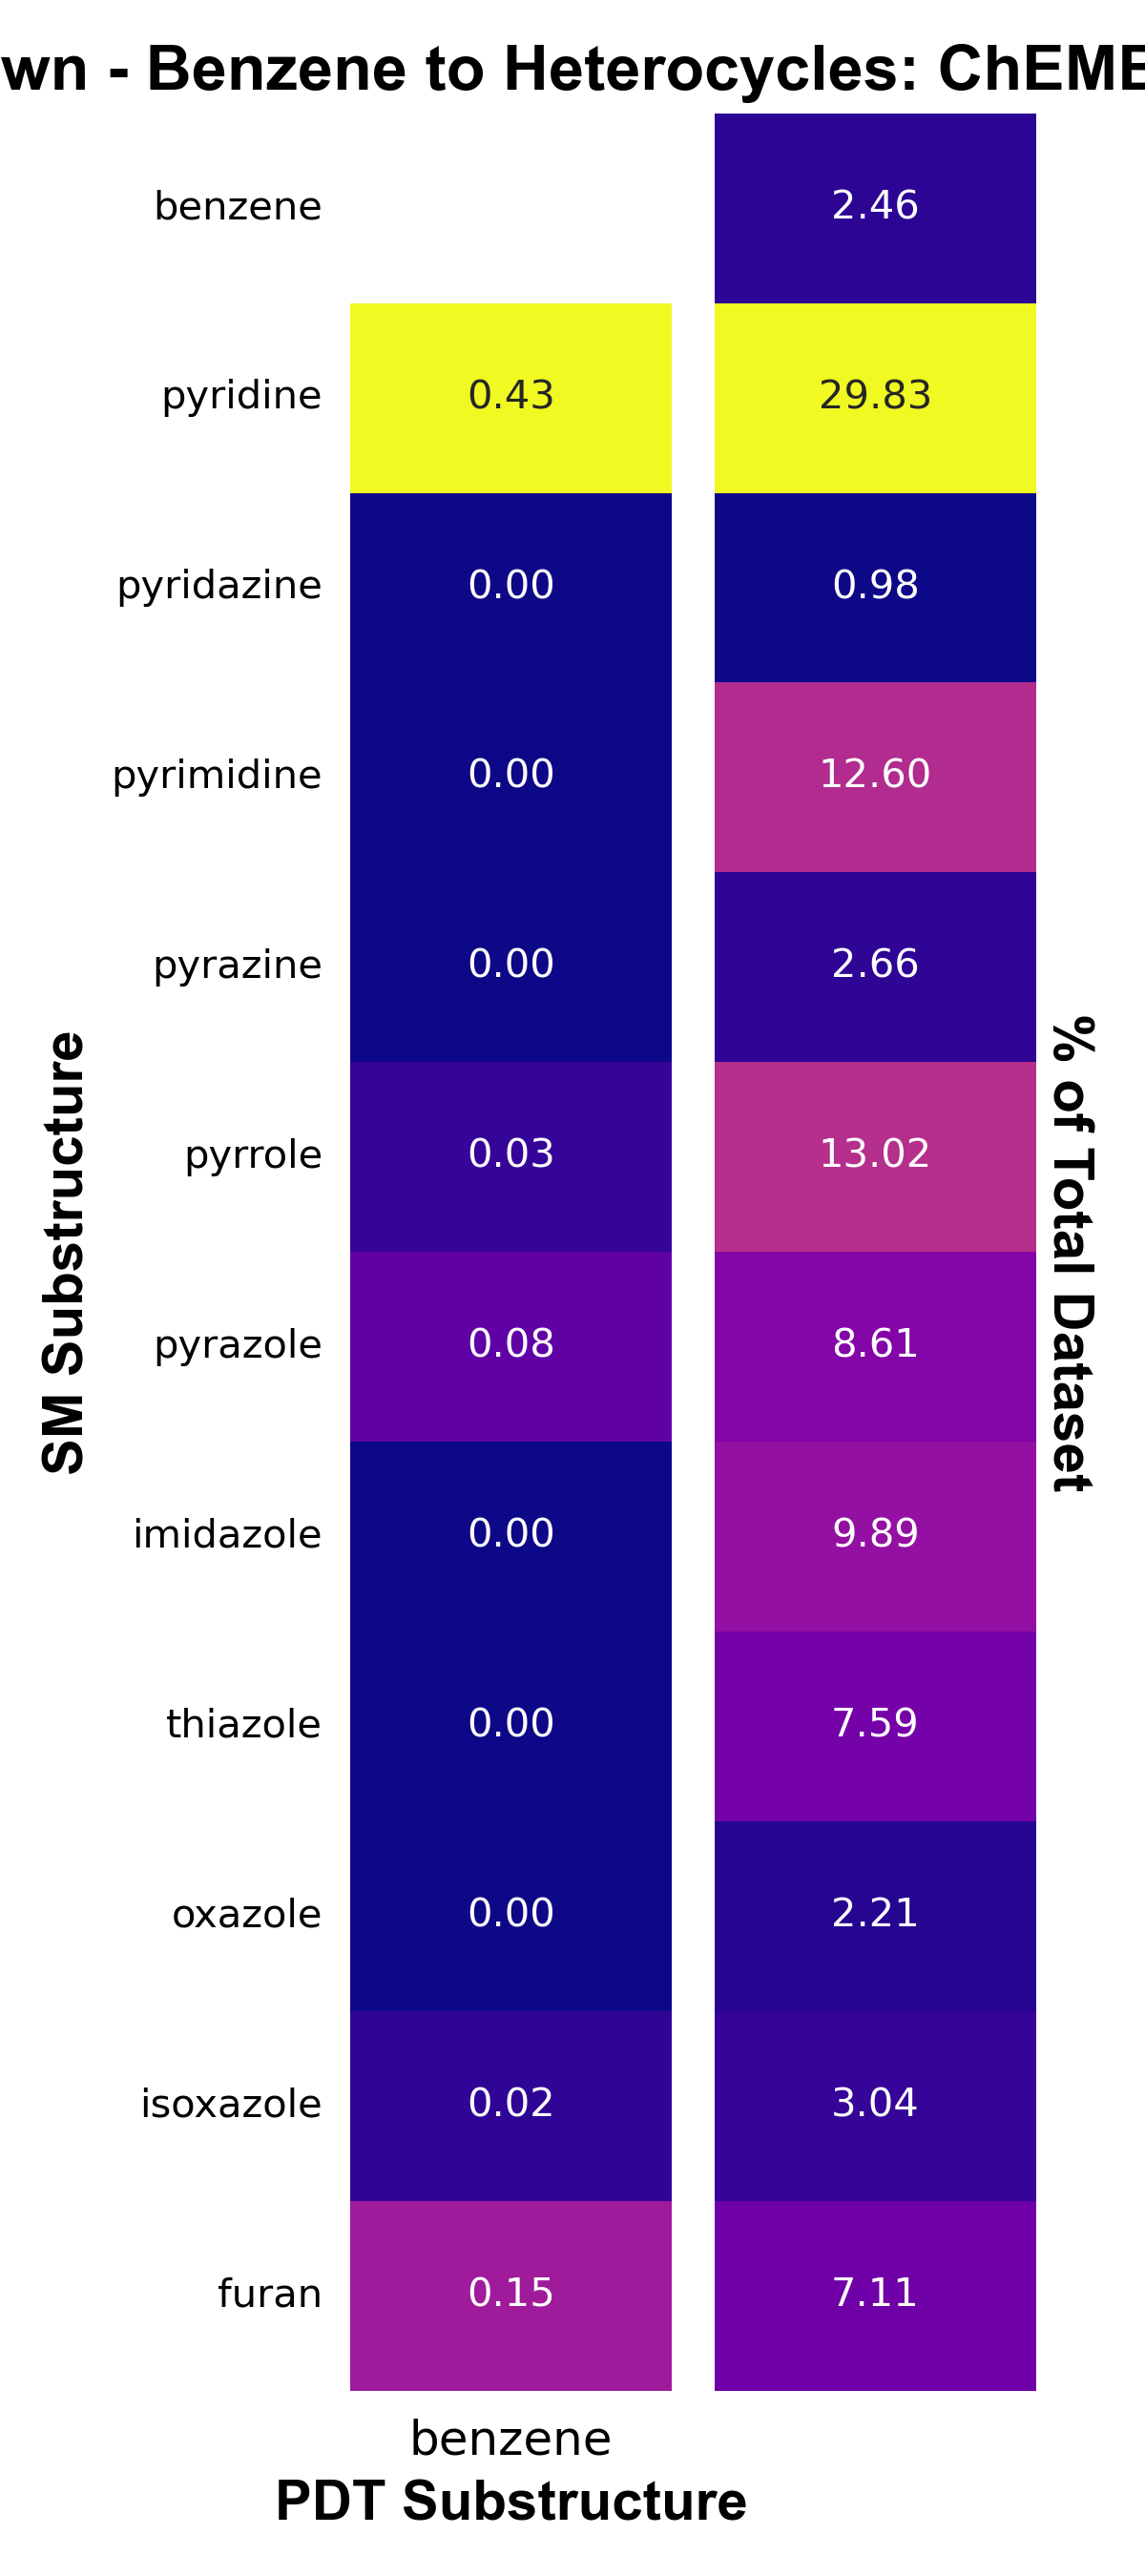 wn - Benzene to Heterocycles: ChEME
benzene 2.46
pyridine 0.43 29.83
pyridazine 0.00 0.98
pyrimidine 0.00 12.60
pyrazine 0.00 2.66
pyrrole 0.03 13.02
pyrazole 0.08 8.61
imidazole 0.00 9.89
thiazole 0.00 7.59
oxazole 0.00 2.21
isoxazole 0.02 3.04
furan 0.15 7.11
benzene
PDT Substructure
SM Substructure
% of Total Dataset